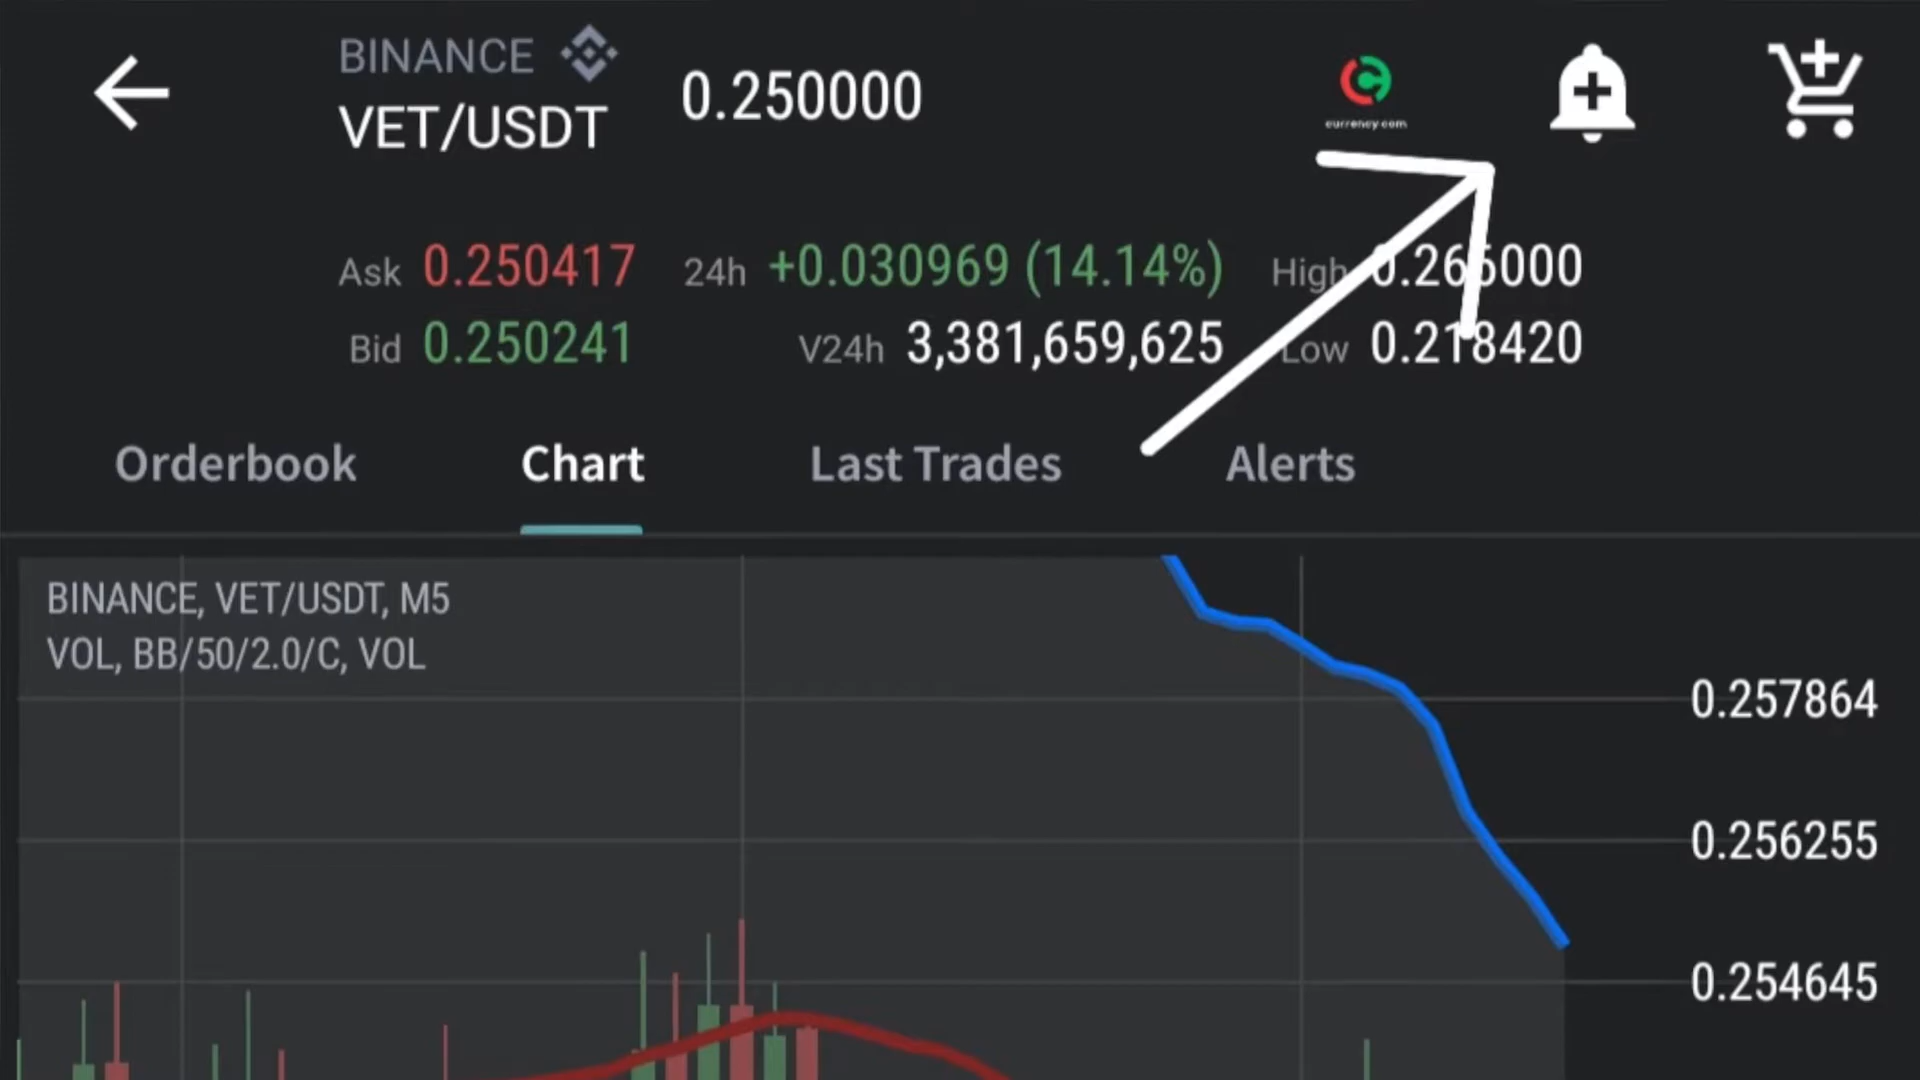 BINANCE
VET/USDT
0.250000
currency com
Ask 0.250417 24h +0.030969 (14.14%) High 0.266000
Bid 0.250241 V24h 3,381,659,625 Low 0.218420
Orderbook Chart Last Trades Alerts
BINANCE, VET/USDT, M5
VOL, BB/50/2.0/C, VOL
0.257864
0.256255
0.254645